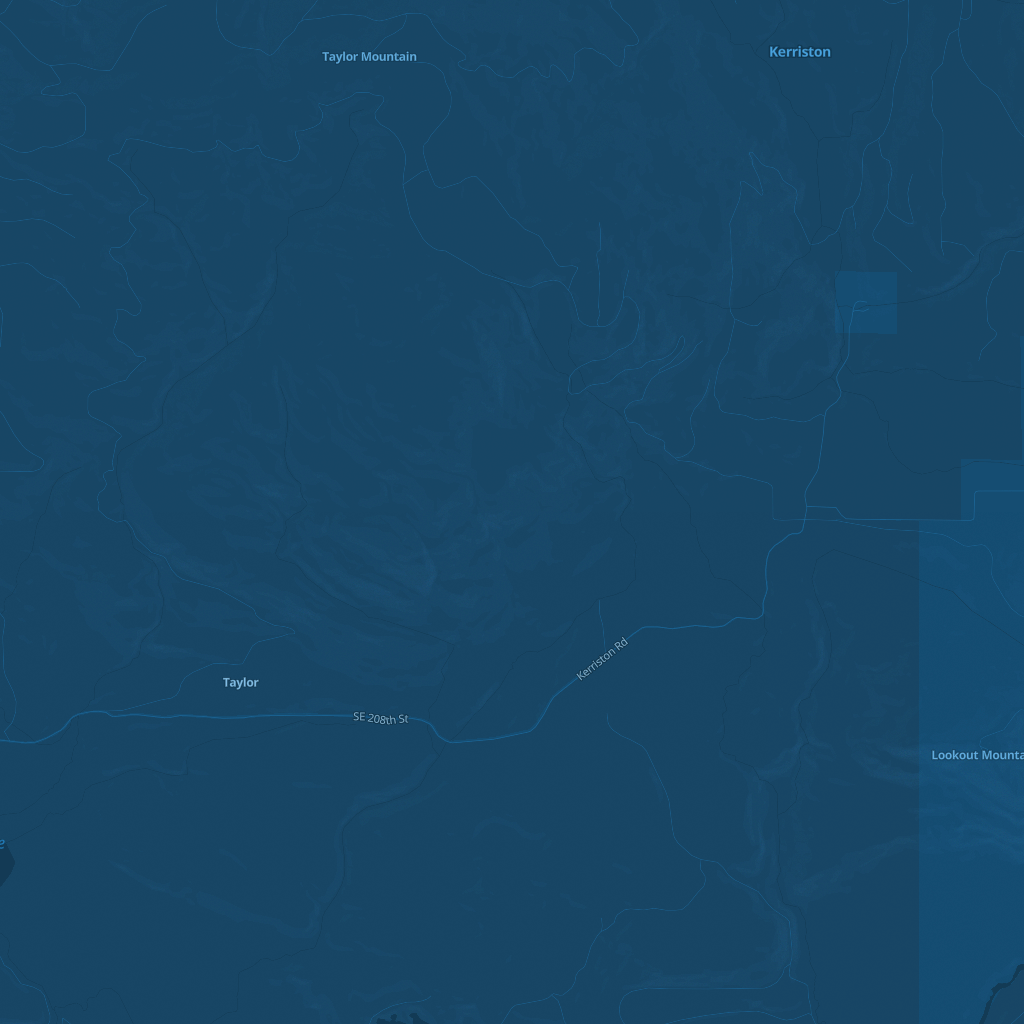 Kerriston
Taylor Mountain
Kerriston Rd
Taylor
SE 208th St
Lookout Mounta
e